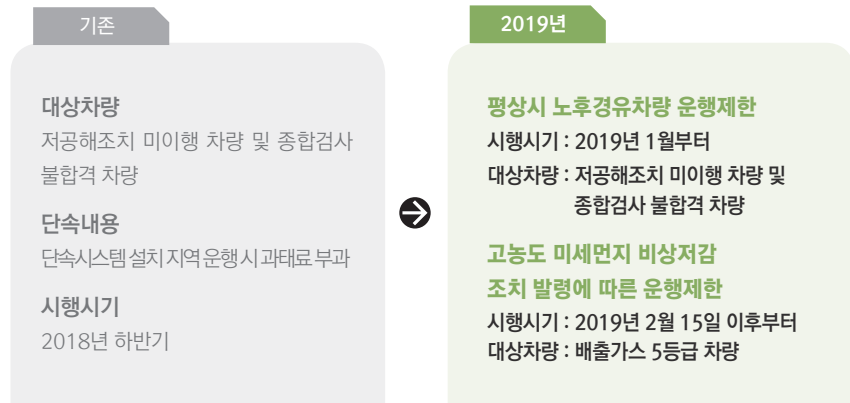 기존
대상차량
저공해조치 미이행 차량 및 종합검사
불합격 차량
단속내용
단속시스템 설치 지역 운행 시 과태료 부과
시행시기
2018년 하반기
2019년
평상시 노후경유차량 운행제한
시행시기 : 2019년 1월부터
대상차량 : 저공해조치 미이행 차량 및
종합검사 불합격 차량
고농도 미세먼지 비상저감
조치 발령에 따른 운행제한
시행시기 : 2019년 2월 15일 이후부터
대상차량 : 배출가스 5등급 차량